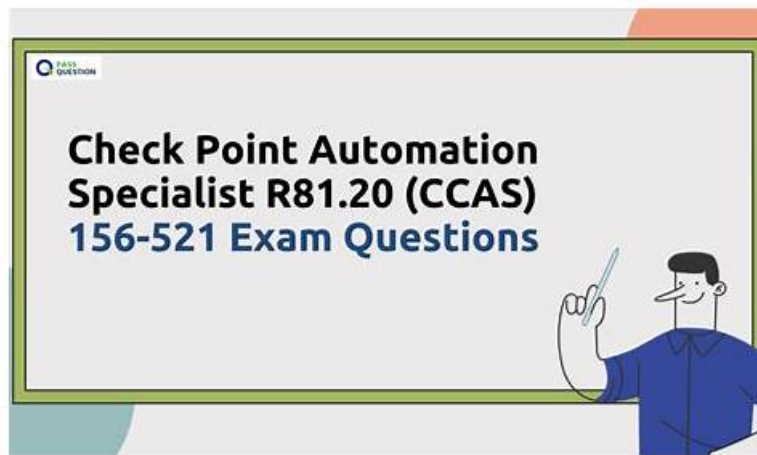 PASS
QUESTION
Check Point Automation
Specialist R81.20 (CCAS)
156-521 Exam Questions